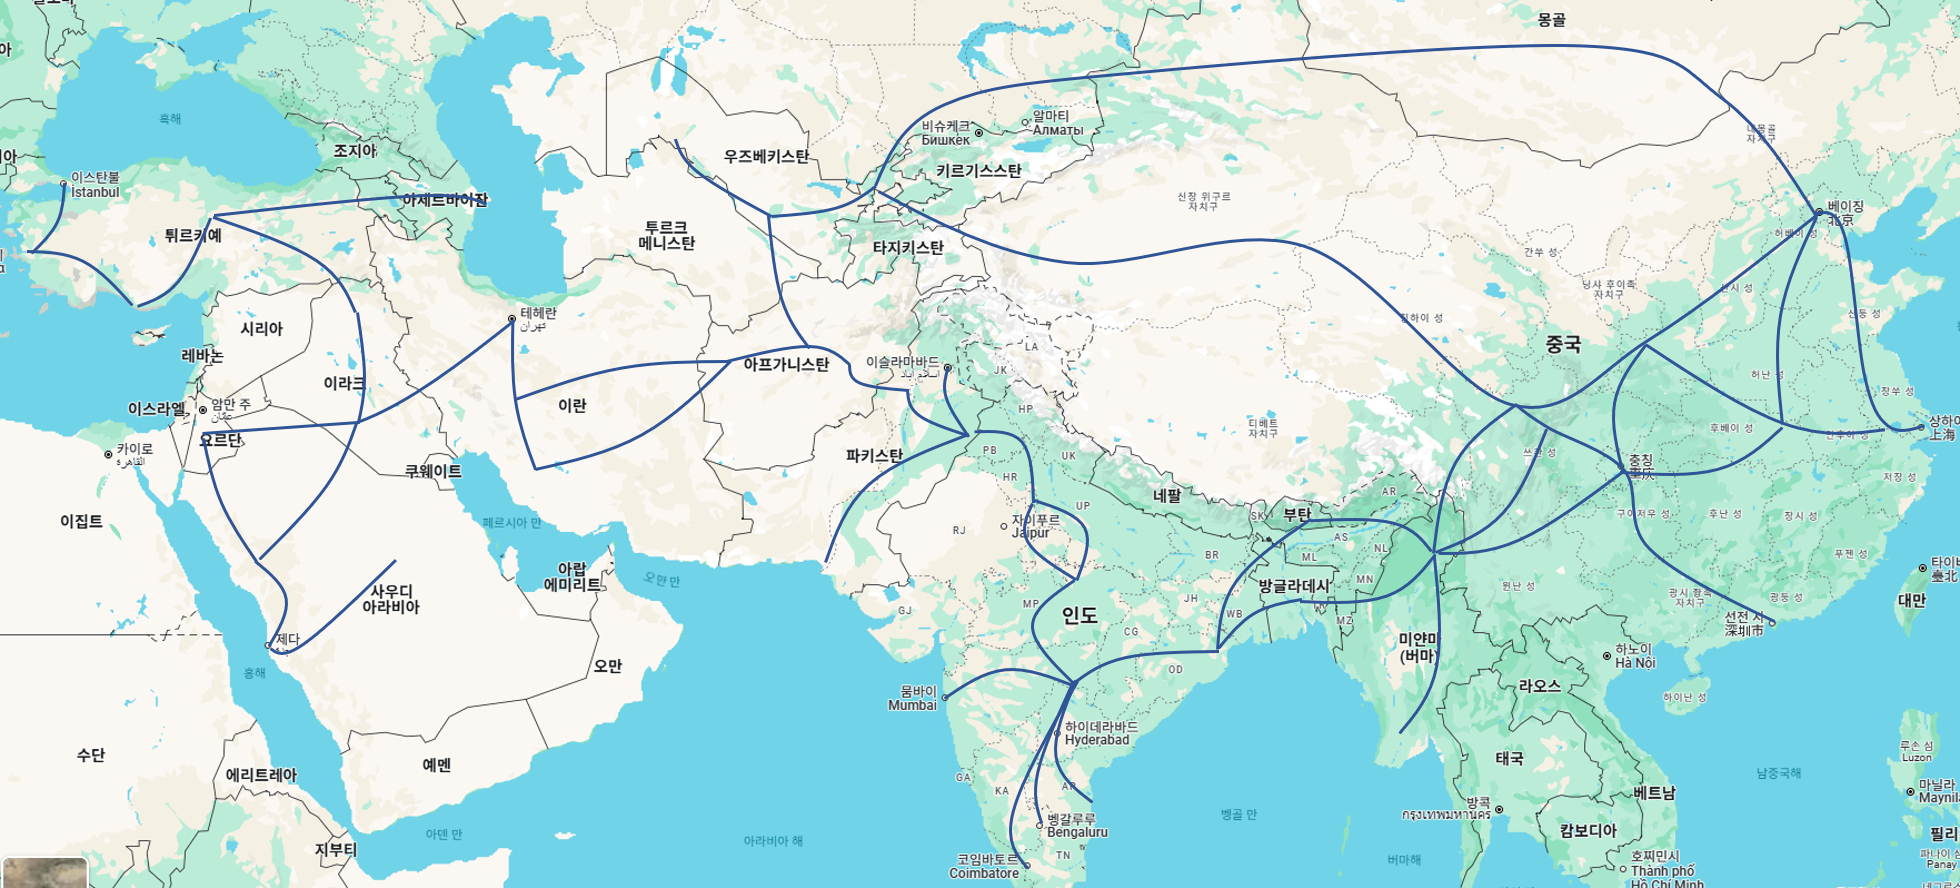 몽골
흑해
조지아
아제르바이잔
이스탄불
İstanbul
튀르키예
우즈베키스탄
비슈케크
Бишкек
알마티
Алматы
키르기스스탄
투르크
메니스탄
타지키스탄
신장 위구르
자치구
내몽골
자치구
베이징
北京
허베이 성
간쑤 성
닝샤 후이족
자치구
산시 성
산둥 성
칭하이 성
중국
시리아
레바논
이라크
이스라엘
암만 주
عمّان
요르단
카이로
القاهرة
이집트
쿠웨이트
테헤란
تهران
이란
아프가니스탄
이슬라마바드
اسلام آباد
파키스탄
LA
JK
HP
PB
UK
HR
RJ
UP
자이푸르
Jaipur
티베트
자치구
네팔
SK
부탄
AR
AS
NL
ML
MN
MZ
BR
JH
WB
방글라데시
GJ
MP
인도
CG
OD
허난 성
장쑤 성
후베이 성
안후이 성
상하이
上海
쓰촨 성
충칭
重庆
저장 성
구이저우 성
후난 성
장시 성
푸젠 성
윈난 성
광시 좡족
자치구
광둥 성
선전 시
深圳市
臺北
대만
페르시아 만
오만 만
아랍
에미리트
사우디
아라비아
제다
홍해
오만
예멘
수단
에리트레아
지부티
아덴 만
아라비아 해
뭄바이
Mumbai
하이데라바드
Hyderabad
GA
KA
AP
벵갈루루
Bengaluru
코임바토르
Coimbatore
TN
벵골 만
미얀마
(버마)
하노이
Hà Nội
라오스
하이난 성
태국
방콕
กรุงเทพมหานคร
베트남
캄보디아
호찌민시
Thành phố
Hồ Chí Minh
버마해
남중국해
루손 섬
Luzon
마닐라
Maynil
필리
Panay